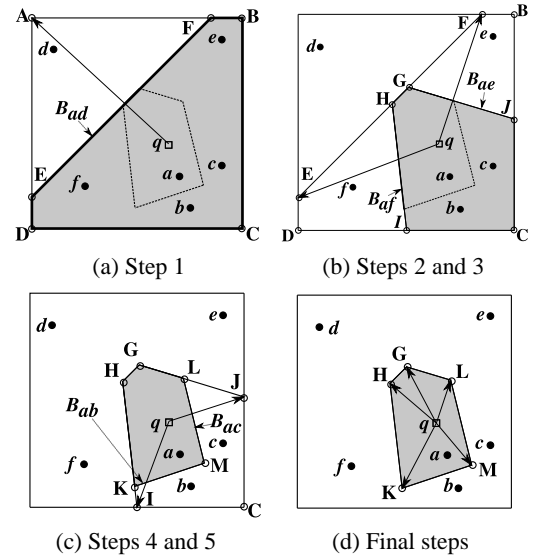 A F B
d e
B_ad
q
E
f a c
b
D C
(a) Step 1
F B
d e
G B_ae
H J
q
E
f a c
B_af b
D I C
(b) Steps 2 and 3
d e
G
H L
J
B_ab q B_ac
c
f a M
K b
I C
(c) Steps 4 and 5
d e
G
H L
q
c
f a M
K b
(d) Final steps